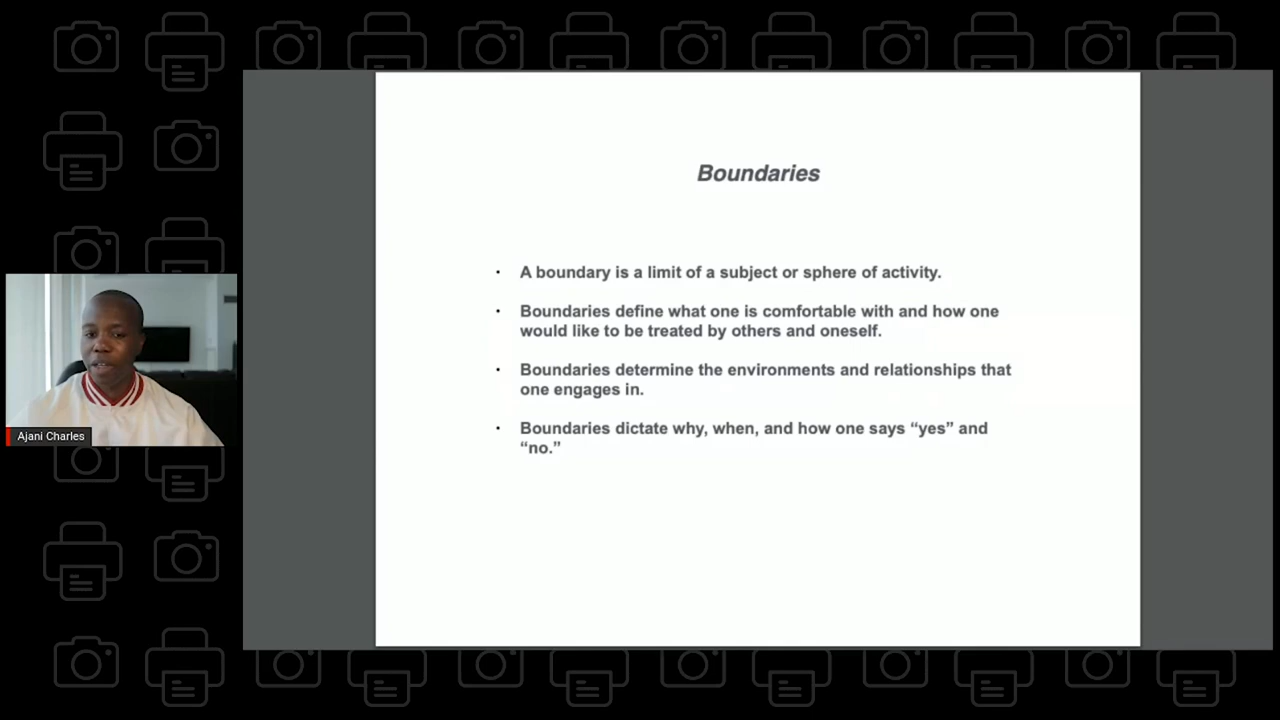 Boundaries
· A boundary is a limit of a subject or sphere of activity.
· Boundaries define what one is comfortable with and how one
would like to be treated by others and oneself.
· Boundaries determine the environments and relationships that
one engages in.
· Boundaries dictate why, when, and how one says “yes” and
“no.”
Ajani Charles